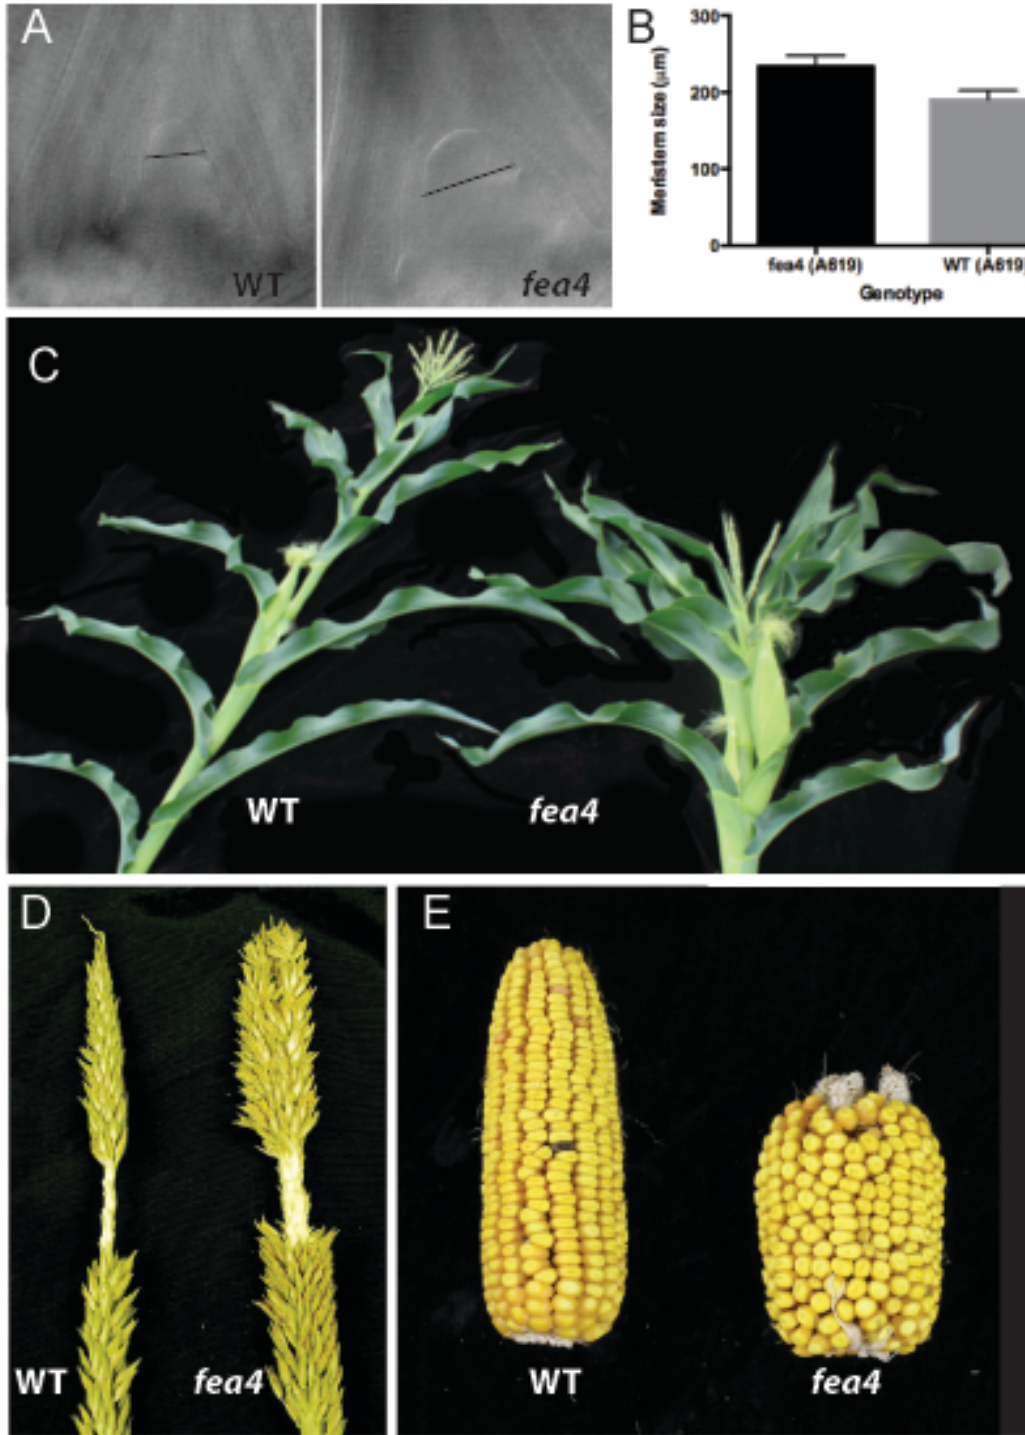 A
WT
fea4
B
300
200
100
0
Meristem size (μm)
fea4 (A619)
WT (A619)
Genotype
C
WT
fea4
D
WT
fea4
E
WT
fea4